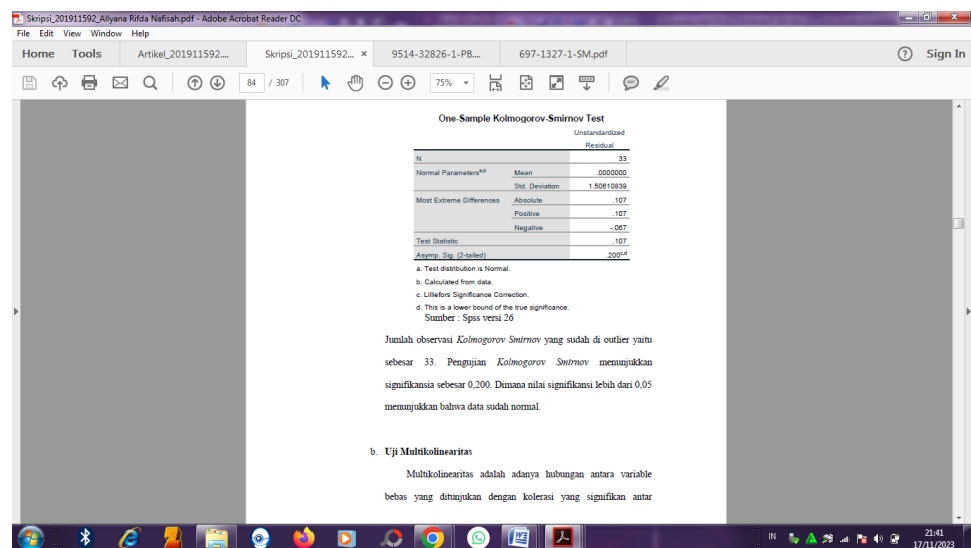 Skripsi_201911592_Allyana Rifda Nafisah.pdf - Adobe Acrobat Reader DC
File Edit View Window Help
Home Tools Artikel_201911592.... Skripsi_201911592... × 9514-32826-1-PB.... 697-1327-1-SM.pdf ? Sign In
84 / 307 75%
One-Sample Kolmogorov-Smirnov Test
Unstandardized
Residual
N 33
Normal Parametersa,b Mean .0000000
Std. Deviation 1.50610839
Most Extreme Differences Absolute .107
Positive .107
Negative -.067
Test Statistic .107
Asymp. Sig. (2-tailed) .200c,d
a. Test distribution is Normal.
b. Calculated from data.
c. Lilliefors Significance Correction.
d. This is a lower bound of the true significance.
Sumber : Spss versi 26
Jumlah observasi Kolmogorov Smirnov yang sudah di outlier yaitu
sebesar 33. Pengujian Kolmogorov Smirnov menunjukkan
signifikansia sebesar 0,200. Dimana nilai signifikansi lebih dari 0,05
menunjukkan bahwa data sudah normal.
b. Uji Multikolinearitas
Multikolinearitas adalah adanya hubungan antara variable
bebas yang ditunjukan dengan kolerasi yang signifikan antar
IN 21:41
17/11/2023